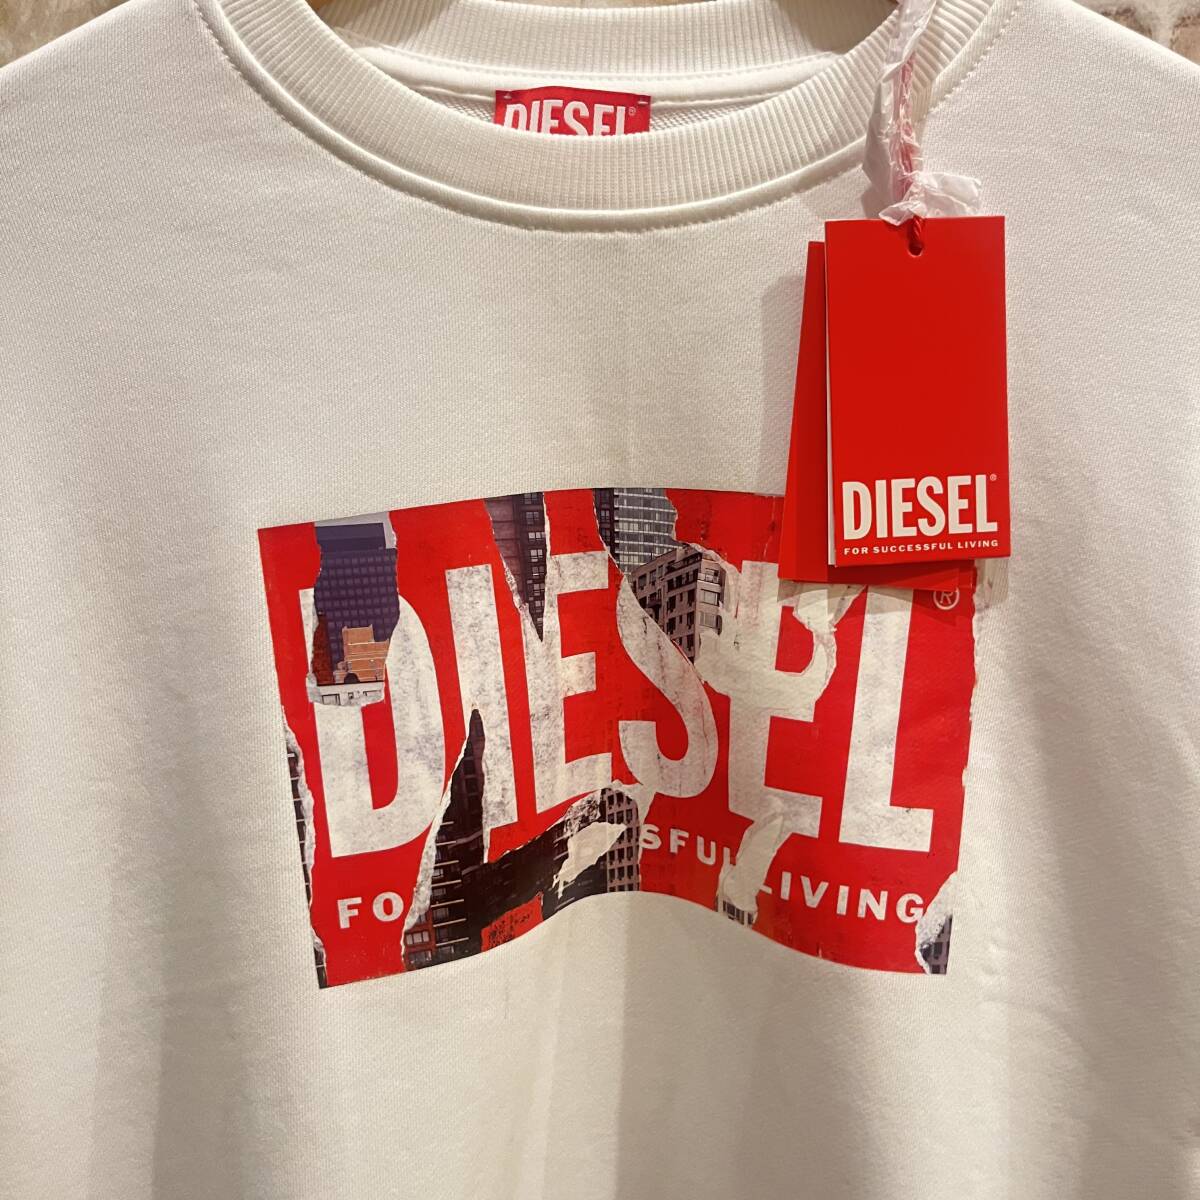 DIESEL®
DIESEL®
FOR SUCCESSFUL LIVING
DIESEL®
FO SFUL LIVING